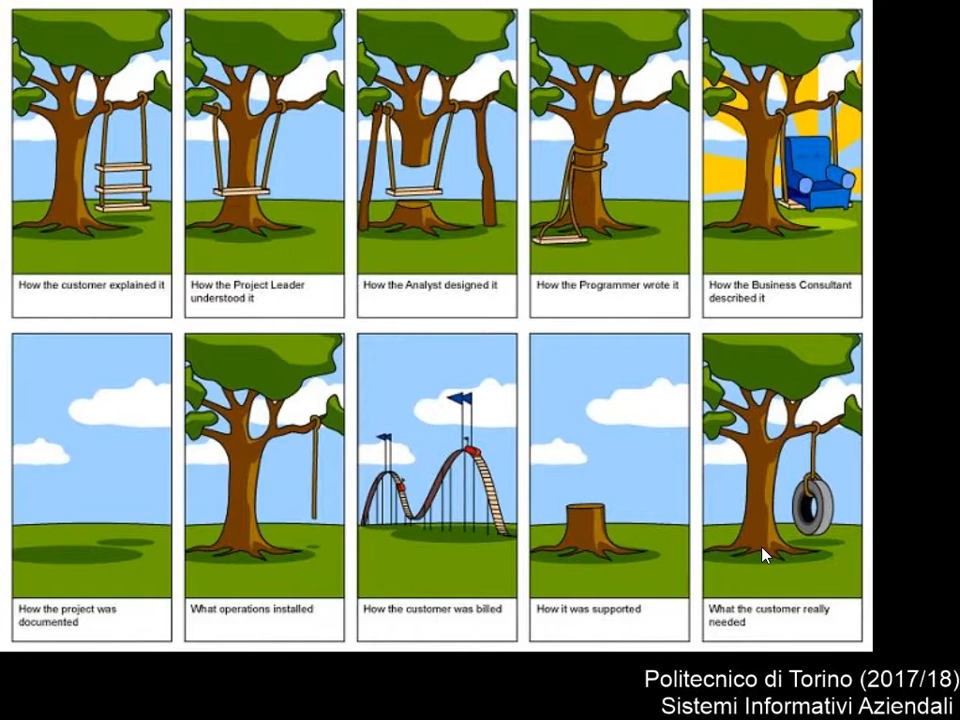 How the customer explained it
How the Project Leader
understood it
How the Analyst designed it
How the Programmer wrote it
How the Business Consultant
described it
How the project was
documented
What operations installed
How the customer was billed
How it was supported
What the customer really
needed
Politecnico di Torino (2017/18)
Sistemi Informativi Aziendali